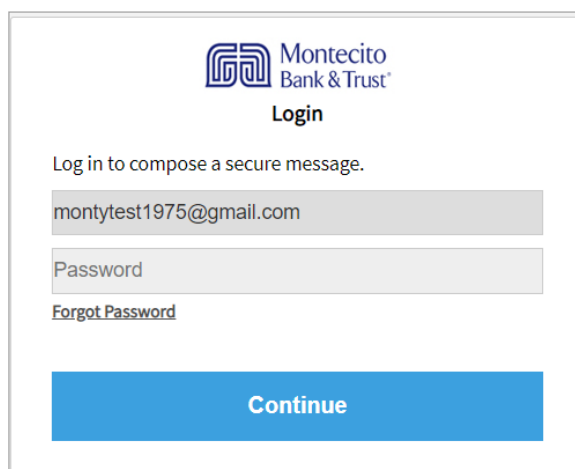 Montecito
Bank & Trust®
Login
Log in to compose a secure message.
montytest1975@gmail.com
Password
Forgot Password
Continue